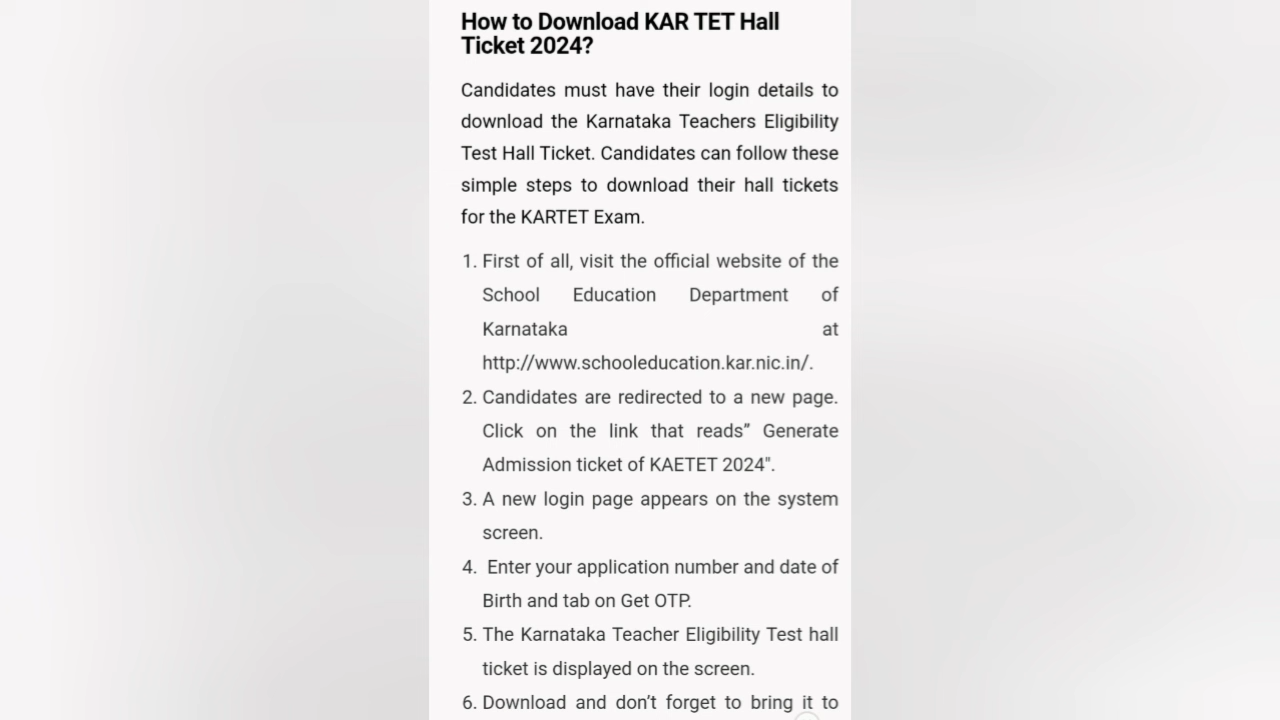 How to Download KAR TET Hall
Ticket 2024?
Candidates must have their login details to
download the Karnataka Teachers Eligibility
Test Hall Ticket. Candidates can follow these
simple steps to download their hall tickets
for the KARTET Exam.
1. First of all, visit the official website of the
School Education Department of
Karnataka at
http://www.schooleducation.kar.nic.in/.
2. Candidates are redirected to a new page.
Click on the link that reads” Generate
Admission ticket of KAETET 2024".
3. A new login page appears on the system
screen.
4. Enter your application number and date of
Birth and tab on Get OTP.
5. The Karnataka Teacher Eligibility Test hall
ticket is displayed on the screen.
6. Download and don’t forget to bring it to